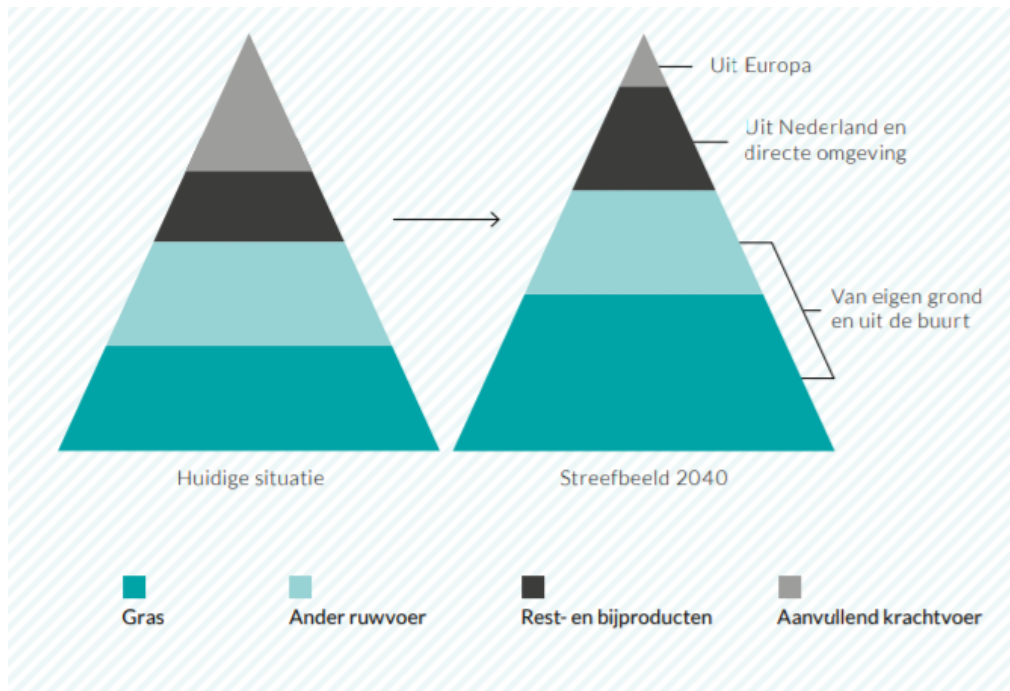 Uit Europa
Uit Nederland en
directe omgeving
Van eigen grond
en uit de buurt
Huidige situatie
Streefbeeld 2040
Gras
Ander ruwvoer
Rest- en bijproducten
Aanvullend krachtvoer